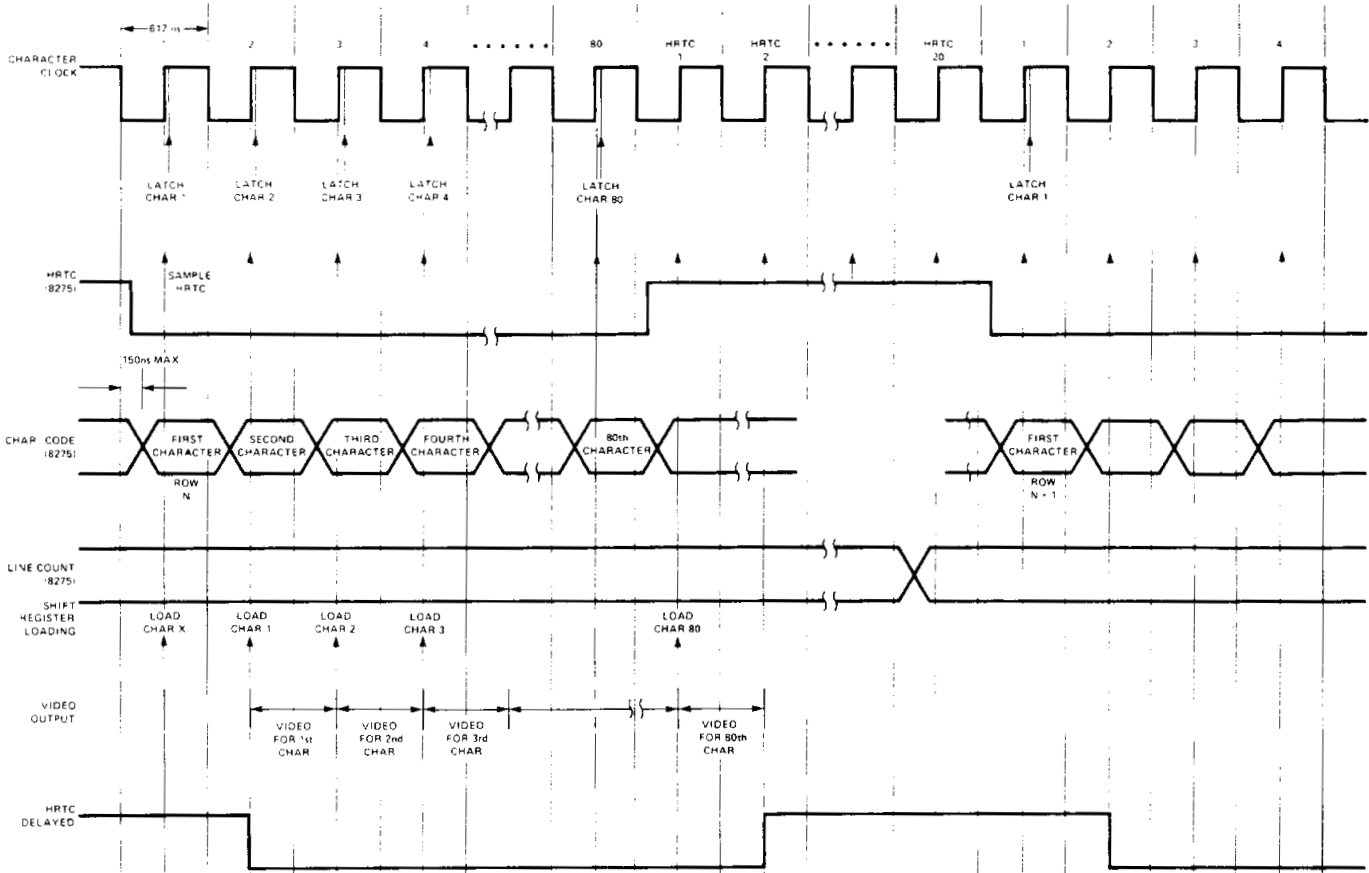 617 ns
1 2 3 4 80 HRTC 1 HRTC 2 HRTC 20 1 2 3 4
CHARACTER CLOCK
LATCH CHAR 1
LATCH CHAR 2
LATCH CHAR 3
LATCH CHAR 4
LATCH CHAR 80
LATCH CHAR 1
HRTC (8275)
SAMPLE HRTC
150ns MAX
CHAR CODE (8275)
FIRST CHARACTER
SECOND CHARACTER
THIRD CHARACTER
FOURTH CHARACTER
80th CHARACTER
FIRST CHARACTER
ROW N
ROW N + 1
LINE COUNT (8275)
SHIFT REGISTER LOADING
LOAD CHAR X
LOAD CHAR 1
LOAD CHAR 2
LOAD CHAR 3
LOAD CHAR 80
VIDEO OUTPUT
VIDEO FOR 1st CHAR
VIDEO FOR 2nd CHAR
VIDEO FOR 3rd CHAR
VIDEO FOR 80th CHAR
HRTC DELAYED